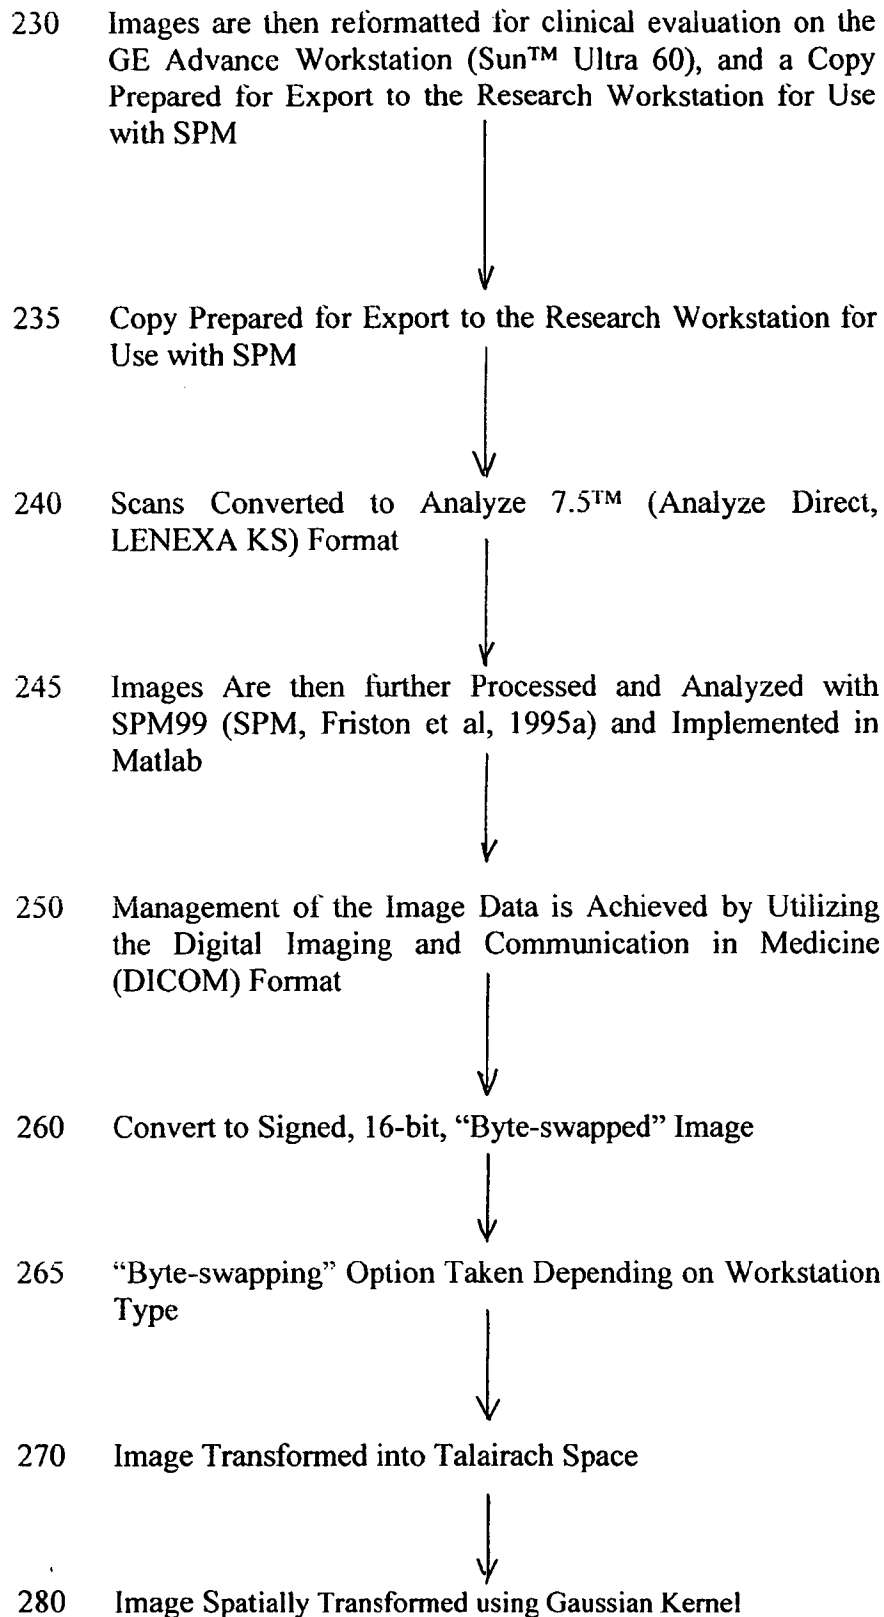 230 Images are then reformatted for clinical evaluation on the
GE Advance Workstation (Sun™ Ultra 60), and a Copy
Prepared for Export to the Research Workstation for Use
with SPM
235 Copy Prepared for Export to the Research Workstation for
Use with SPM
240 Scans Converted to Analyze 7.5™ (Analyze Direct,
LENEXA KS) Format
245 Images Are then further Processed and Analyzed with
SPM99 (SPM, Friston et al, 1995a) and Implemented in
Matlab
250 Management of the Image Data is Achieved by Utilizing
the Digital Imaging and Communication in Medicine
(DICOM) Format
260 Convert to Signed, 16-bit, “Byte-swapped” Image
265 “Byte-swapping” Option Taken Depending on Workstation
Type
270 Image Transformed into Talairach Space
280 Image Spatially Transformed using Gaussian Kernel